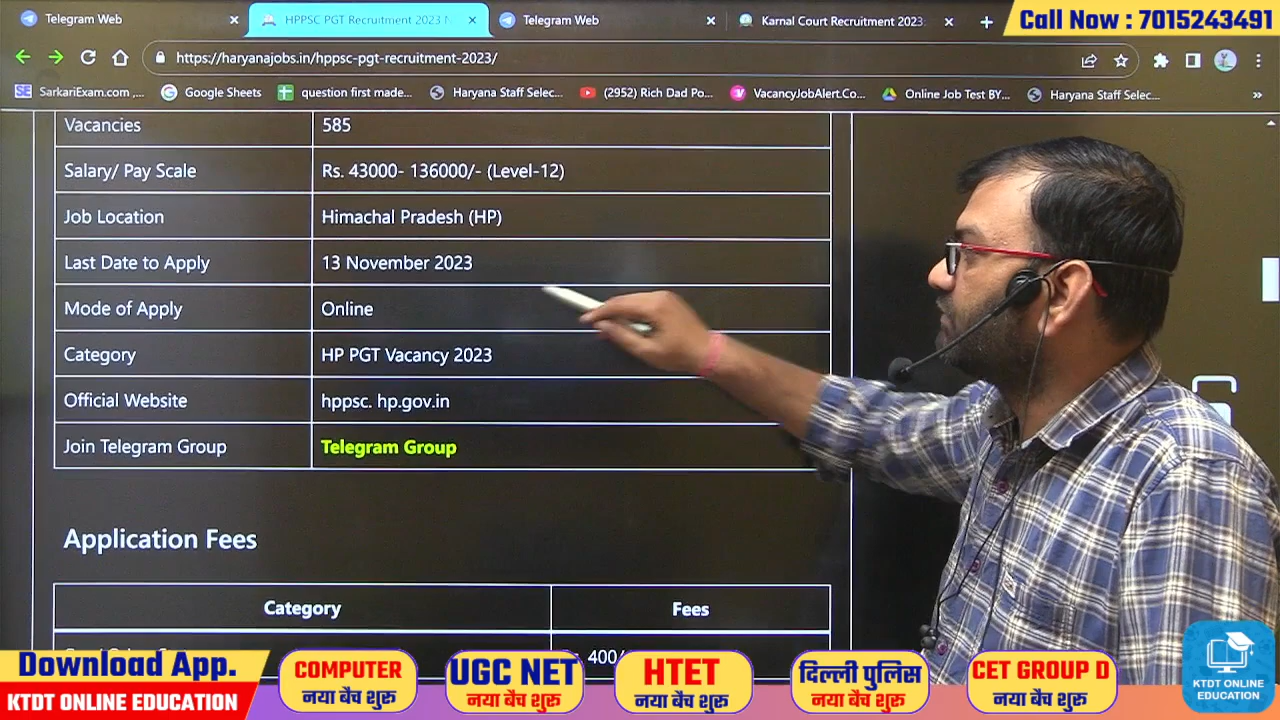 Telegram Web
HPPSC PGT Recruitment 2023 N
Telegram Web
Karnal Court Recruitment 2023:
Call Now : 7015243491
https://haryanajobs.in/hppsc-pgt-recruitment-2023/
SE SarkariExam.com ,...
Google Sheets
question first made...
Haryana Staff Selec...
(2952) Rich Dad Po...
VacancyJobAlert.Co...
Online Job Test BY...
Haryana Staff Selec...
Vacancies 585
Salary/ Pay Scale Rs. 43000- 136000/- (Level-12)
Job Location Himachal Pradesh (HP)
Last Date to Apply 13 November 2023
Mode of Apply Online
Category HP PGT Vacancy 2023
Official Website hppsc. hp.gov.in
Join Telegram Group Telegram Group
Application Fees
Category Fees
400/
Download App.
KTDT ONLINE EDUCATION
COMPUTER
नया बैच शुरू
UGC NET
नया बैच शुरू
HTET
नया बैच शुरू
दिल्ली पुलिस
नया बैच शुरू
CET GROUP D
नया बैच शुरू
KTDT ONLINE
EDUCATION